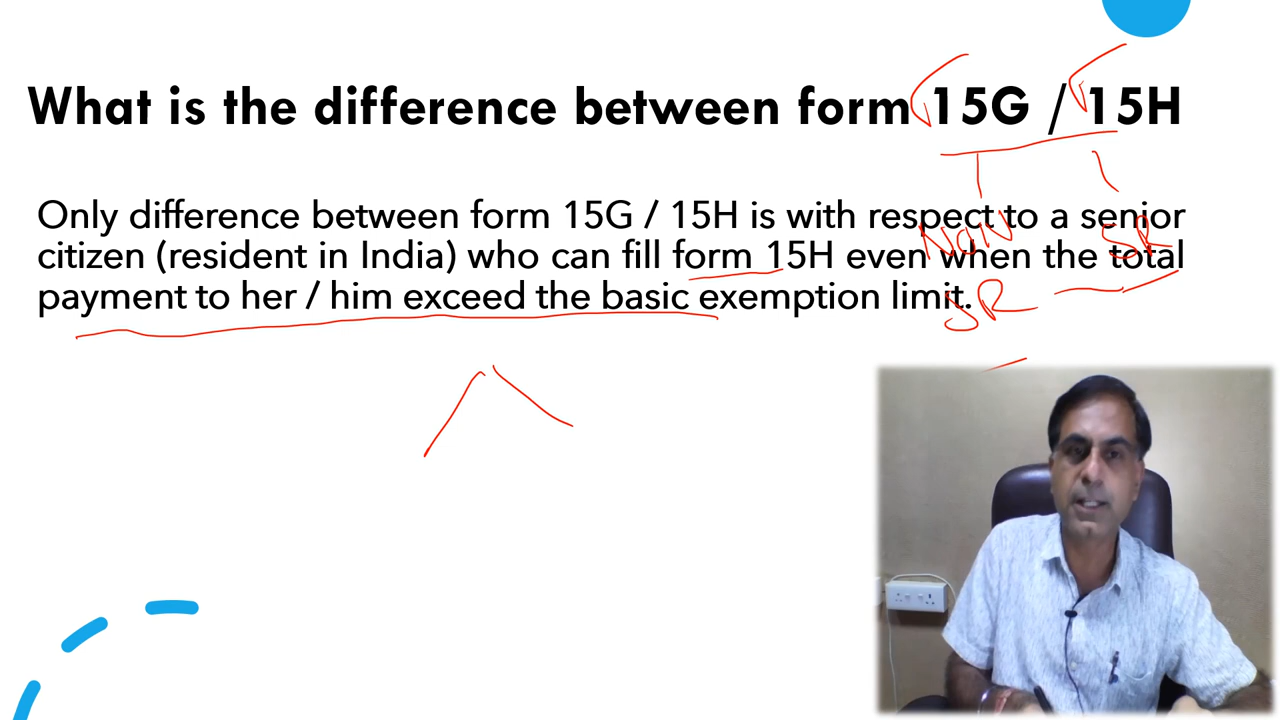 What is the difference between form 15G / 15H
Only difference between form 15G / 15H is with respect to a senior
citizen (resident in India) who can fill form 15H even when the total
payment to her / him exceed the basic exemption limit.
NON
SR
SR